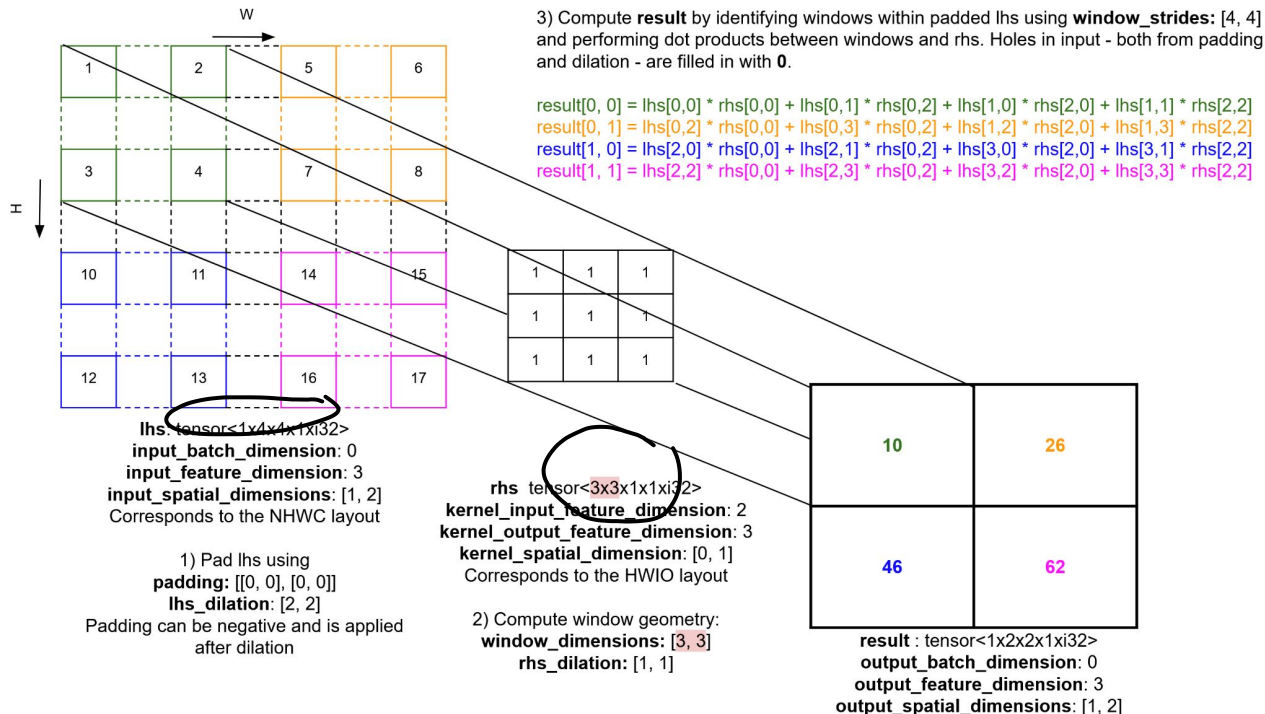 W
3) Compute result by identifying windows within padded lhs using window_strides: [4, 4]
and performing dot products between windows and rhs. Holes in input - both from padding
and dilation - are filled in with 0.
1 2 5 6
result[0, 0] = lhs[0,0] * rhs[0,0] + lhs[0,1] * rhs[0,2] + lhs[1,0] * rhs[2,0] + lhs[1,1] * rhs[2,2]
result[0, 1] = lhs[0,2] * rhs[0,0] + lhs[0,3] * rhs[0,2] + lhs[1,2] * rhs[2,0] + lhs[1,3] * rhs[2,2]
result[1, 0] = lhs[2,0] * rhs[0,0] + lhs[2,1] * rhs[0,2] + lhs[3,0] * rhs[2,0] + lhs[3,1] * rhs[2,2]
result[1, 1] = lhs[2,2] * rhs[0,0] + lhs[2,3] * rhs[0,2] + lhs[3,2] * rhs[2,0] + lhs[3,3] * rhs[2,2]
3 4 7 8
H
10 11 14 15
12 13 16 17
1 1 1
1 1 1
1 1 1
lhs: tensor<1x4x4x1xi32>
input_batch_dimension: 0
input_feature_dimension: 3
input_spatial_dimensions: [1, 2]
Corresponds to the NHWC layout
1) Pad lhs using
padding: [[0, 0], [0, 0]]
lhs_dilation: [2, 2]
Padding can be negative and is applied
after dilation
rhs tensor<3x3x1x1xi32>
kernel_input_feature_dimension: 2
kernel_output_feature_dimension: 3
kernel_spatial_dimension: [0, 1]
Corresponds to the HWIO layout
2) Compute window geometry:
window_dimensions: [3, 3]
rhs_dilation: [1, 1]
10 26
46 62
result : tensor<1x2x2x1xi32>
output_batch_dimension: 0
output_feature_dimension: 3
output_spatial_dimensions: [1, 2]